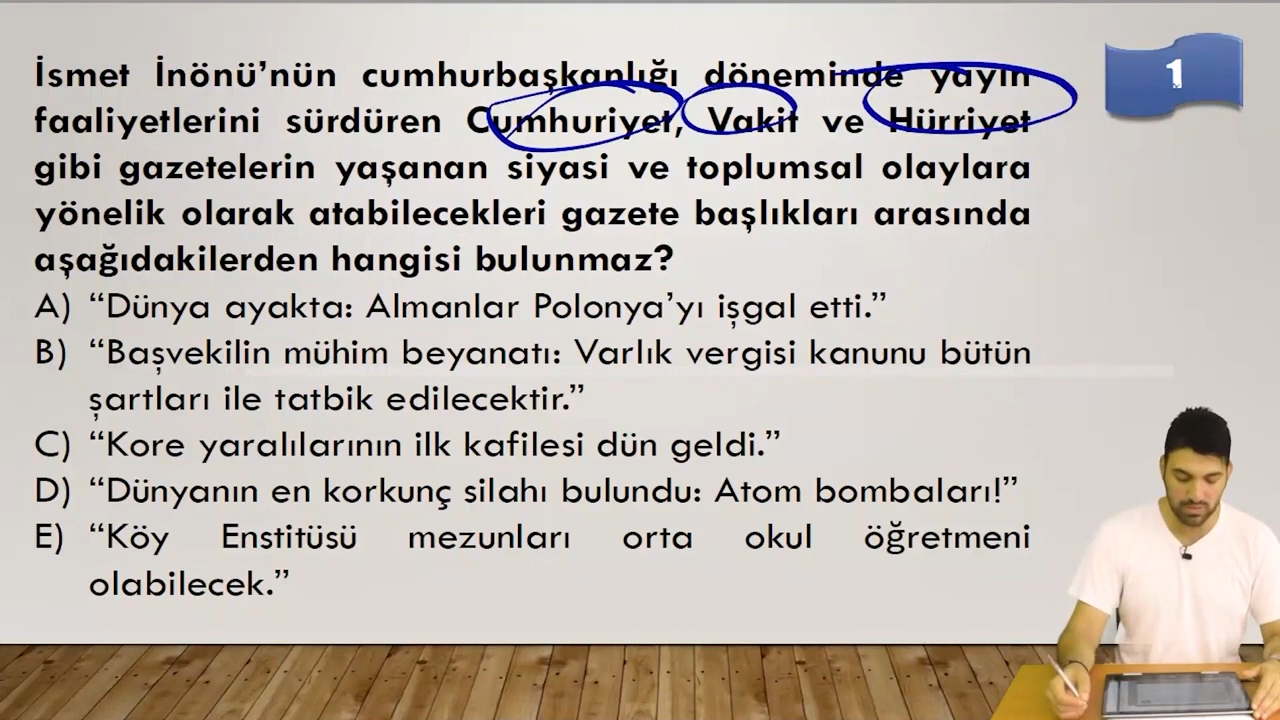 İsmet İnönü’nün cumhurbaşkanlığı döneminde yayın
faaliyetlerini sürdüren Cumhuriyet, Vakit ve Hürriyet
gibi gazetelerin yaşanan siyasi ve toplumsal olaylara
yönelik olarak atabilecekleri gazete başlıkları arasında
aşağıdakilerden hangisi bulunmaz?
A) “Dünya ayakta: Almanlar Polonya’yı işgal etti.”
B) “Başvekilin mühim beyanatı: Varlık vergisi kanunu bütün
şartları ile tatbik edilecektir.”
C) “Kore yaralılarının ilk kafilesi dün geldi.”
D) “Dünyanın en korkunç silahı bulundu: Atom bombaları!”
E) “Köy Enstitüsü mezunları orta okul öğretmeni
olabilecek.”
1